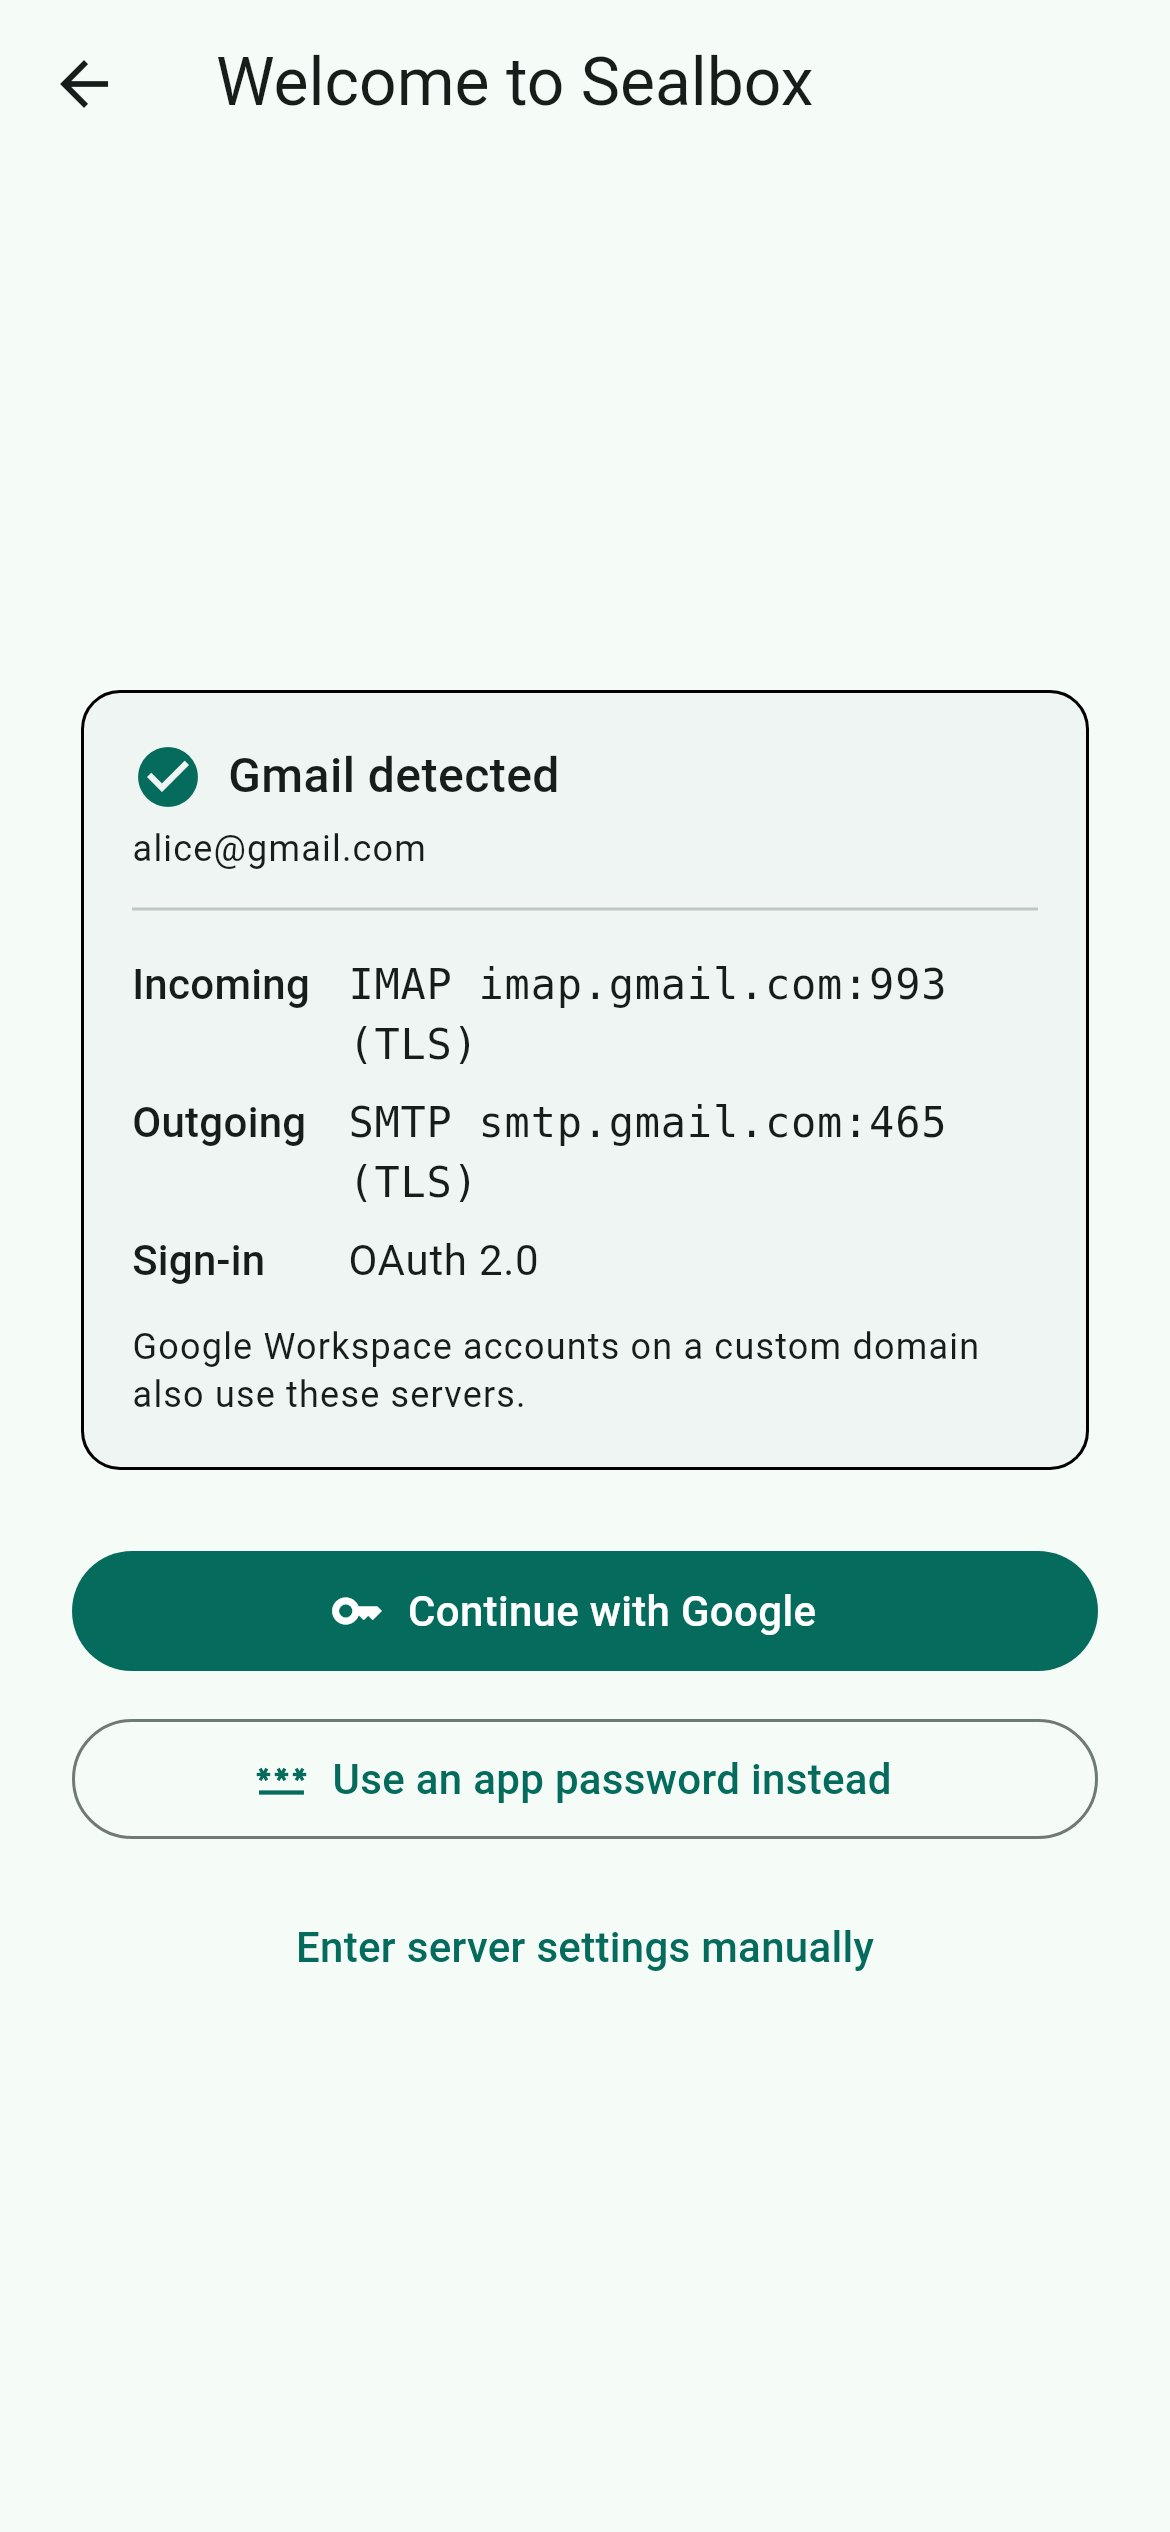 Welcome to Sealbox
Gmail detected
alice@gmail.com
Incoming IMAP imap.gmail.com:993
(TLS)
Outgoing SMTP smtp.gmail.com:465
(TLS)
Sign-in OAuth 2.0
Google Workspace accounts on a custom domain
also use these servers.
Continue with Google
Use an app password instead
Enter server settings manually